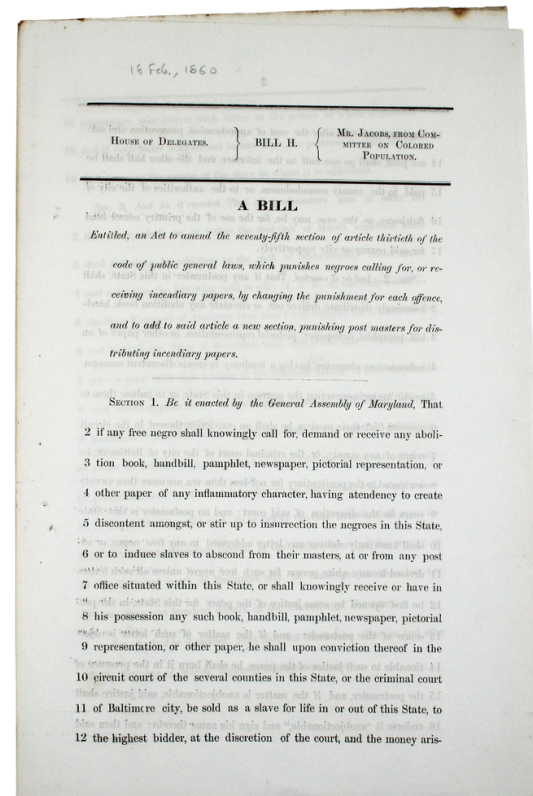 18 Feb., 1860
House of Delegates. } BILL H. { Mr. Jacobs, from Com-
mittee on Colored
Population.
A BILL
Entitled, an Act to amend the seventy-fifth section of article thirtieth of the
code of public general laws, which punishes negroes calling for, or re-
ceiving incendiary papers, by changing the punishment for each offence,
and to add to said article a new section, punishing post masters for dis-
tributing incendiary papers.
Section 1. Be it enacted by the General Assembly of Maryland, That
2 if any free negro shall knowingly call for, demand or receive any aboli-
3 tion book, handbill, pamphlet, newspaper, pictorial representation, or
4 other paper of any inflammatory character, having atendency to create
5 discontent amongst, or stir up to insurrection the negroes in this State,
6 or to induce slaves to abscond from their masters, at or from any post
7 office situated within this State, or shall knowingly receive or have in
8 his possession any such book, handbill, pamphlet, newspaper, pictorial
9 representation, or other paper, he shall upon conviction thereof in the
10 circuit court of the several counties in this State, or the criminal court
11 of Baltimore city, be sold as a slave for life in or out of this State, to
12 the highest bidder, at the discretion of the court, and the money aris-